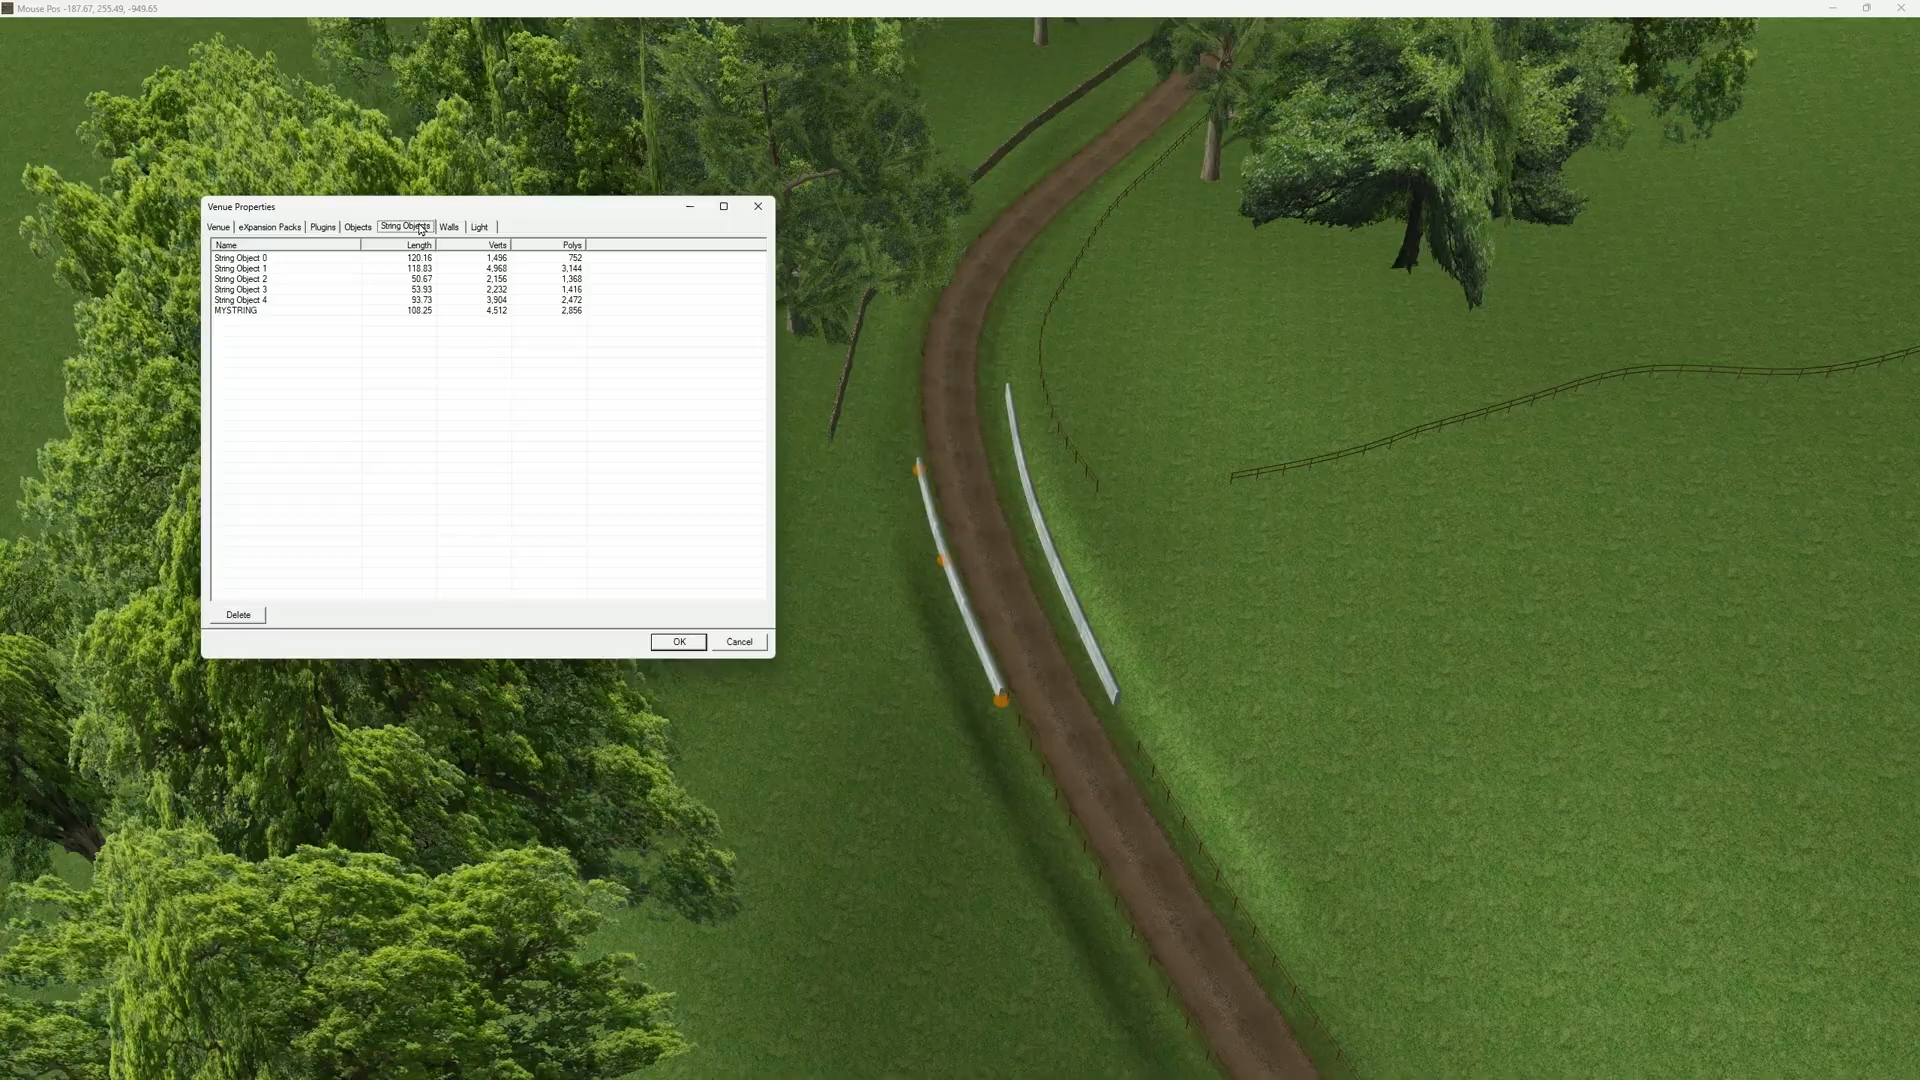 Mouse Pos -187.67, 255.49, -949.65
Venue Properties
Venue eXpansion Packs Plugins Objects String Objects Walls Light
Name Length Verts Polys
String Object 0 120.16 1,496 752
String Object 1 118.83 4,968 3,144
String Object 2 50.67 2,156 1,368
String Object 3 53.93 2,232 1,416
String Object 4 93.73 3,904 2,472
MYSTRING 108.25 4,512 2,856
Delete
OK Cancel